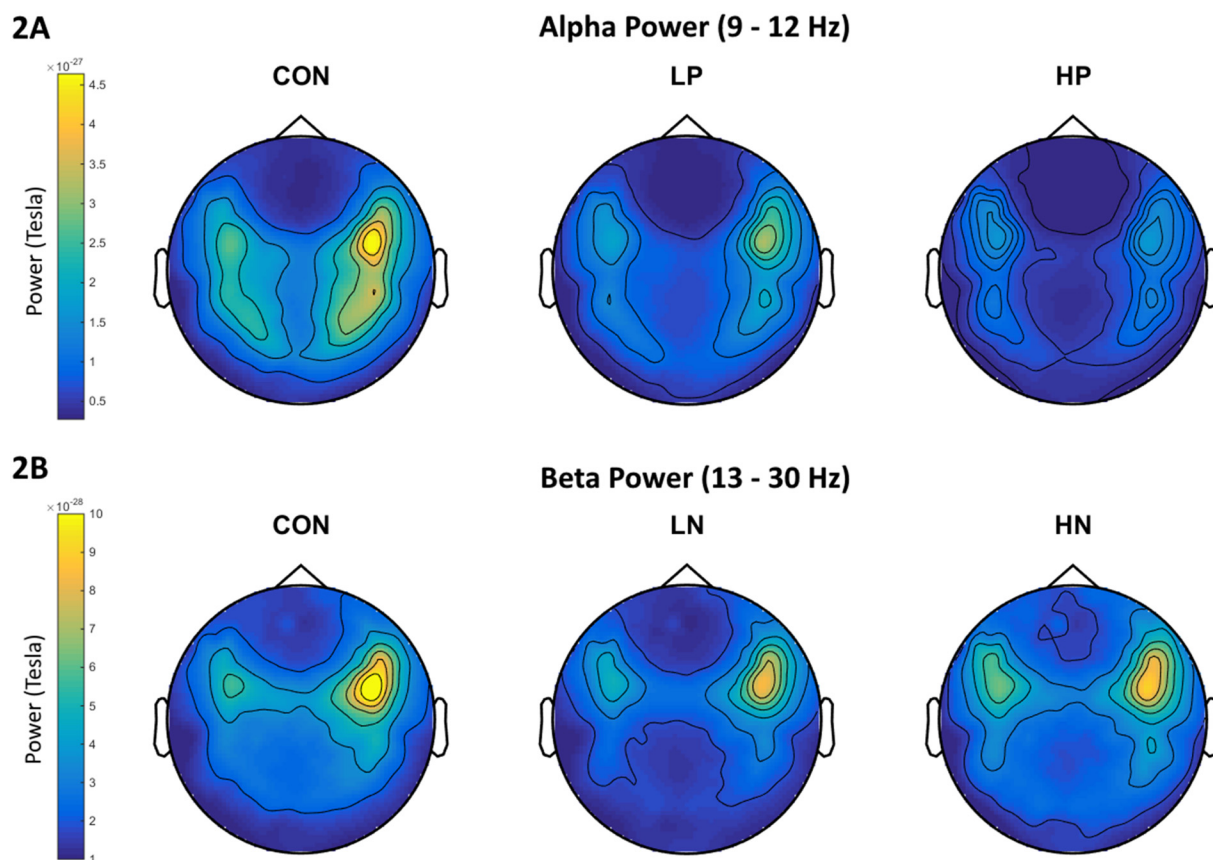 2A
Alpha Power (9 - 12 Hz)
×10⁻²⁷
CON
LP
HP
4.5
4
3.5
3
2.5
2
1.5
1
0.5
Power (Tesla)
2B
Beta Power (13 - 30 Hz)
×10⁻²⁸
CON
LN
HN
10
9
8
7
6
5
4
3
2
1
Power (Tesla)